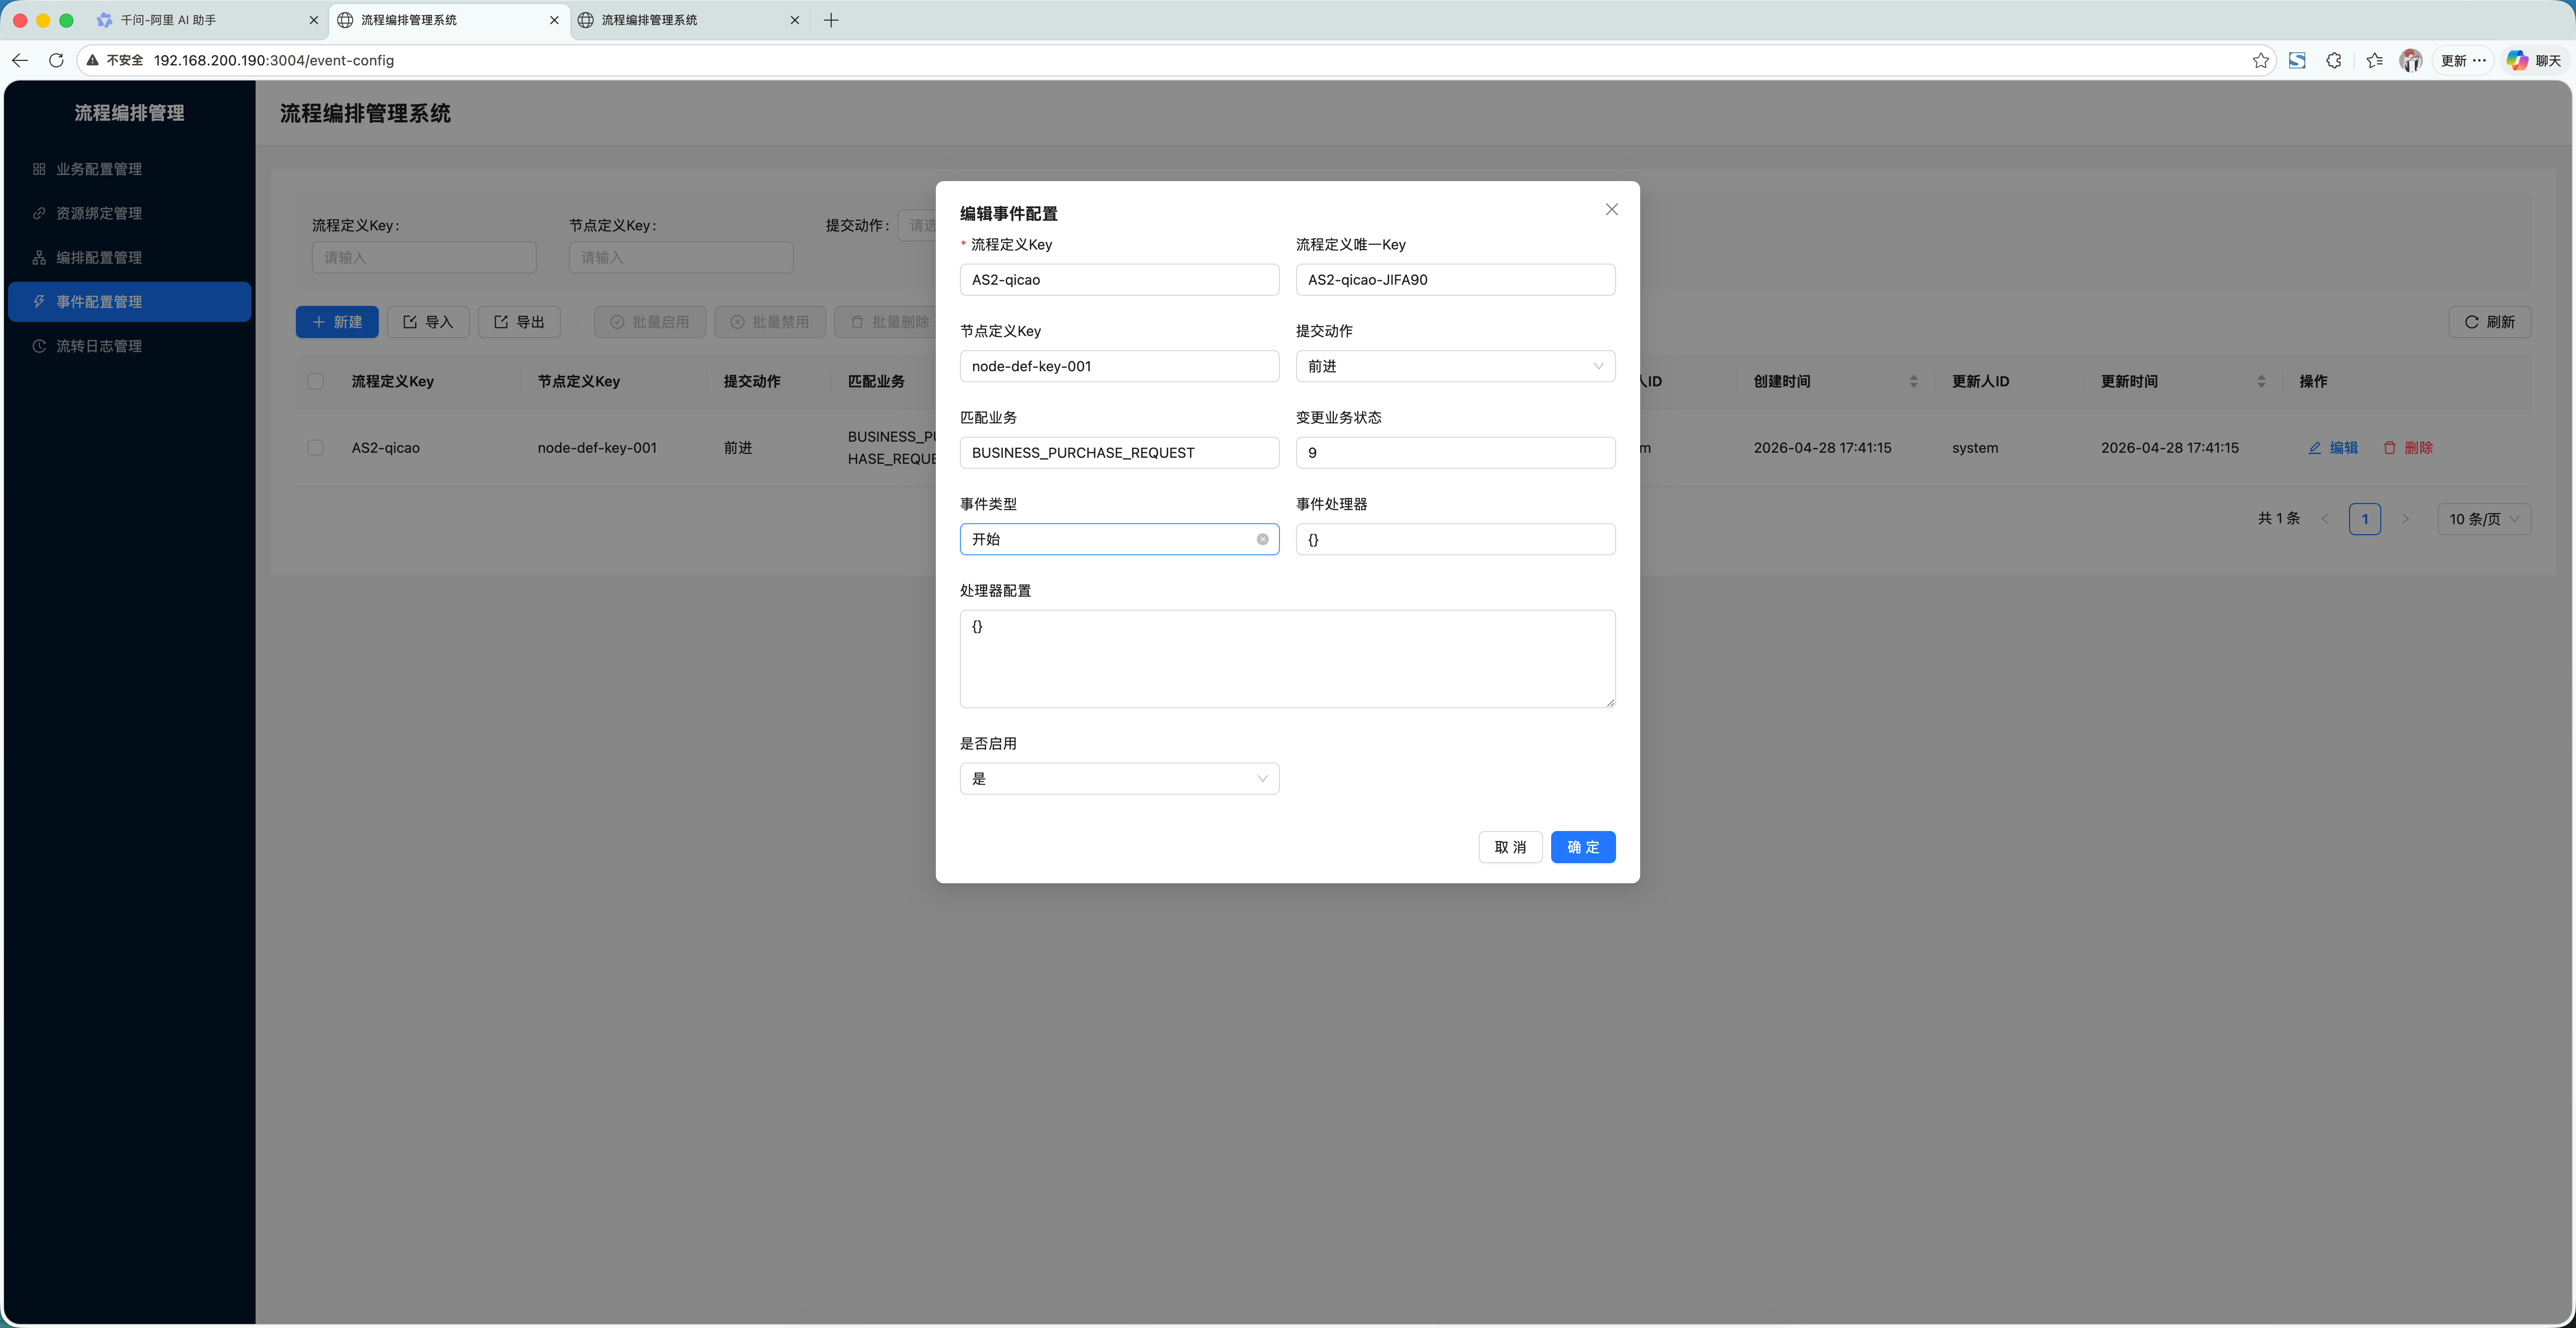 千问-阿里 AI 助手
流程编排管理系统
流程编排管理系统
不安全 192.168.200.190:3004/event-config
更新
聊天
流程编排管理
业务配置管理
资源绑定管理
编排配置管理
事件配置管理
流转日志管理
流程编排管理系统
流程定义Key:
请输入
节点定义Key:
请输入
提交动作: 请选
新建 导入 导出 批量启用 批量禁用 批量删除 刷新
流程定义Key 节点定义Key 提交动作 匹配业务 人ID 创建时间 更新人ID 更新时间 操作
AS2-qicao node-def-key-001 前进 BUSINESS_PU
HASE_REQUE
m 2026-04-28 17:41:15 system 2026-04-28 17:41:15 编辑 删除
共 1 条 1 10 条/页
编辑事件配置
* 流程定义Key 流程定义唯一Key
AS2-qicao AS2-qicao-JIFA90
节点定义Key 提交动作
node-def-key-001 前进
匹配业务 变更业务状态
BUSINESS_PURCHASE_REQUEST 9
事件类型 事件处理器
开始 {}
处理器配置
{}
是否启用
是
取 消 确 定